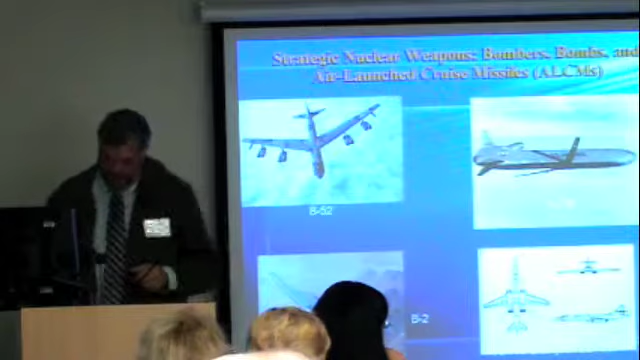 Strategic Nuclear Weapons: Bombers, Bombs, and
Air-Launched Cruise Missiles (ALCMs)
B-52
B-2